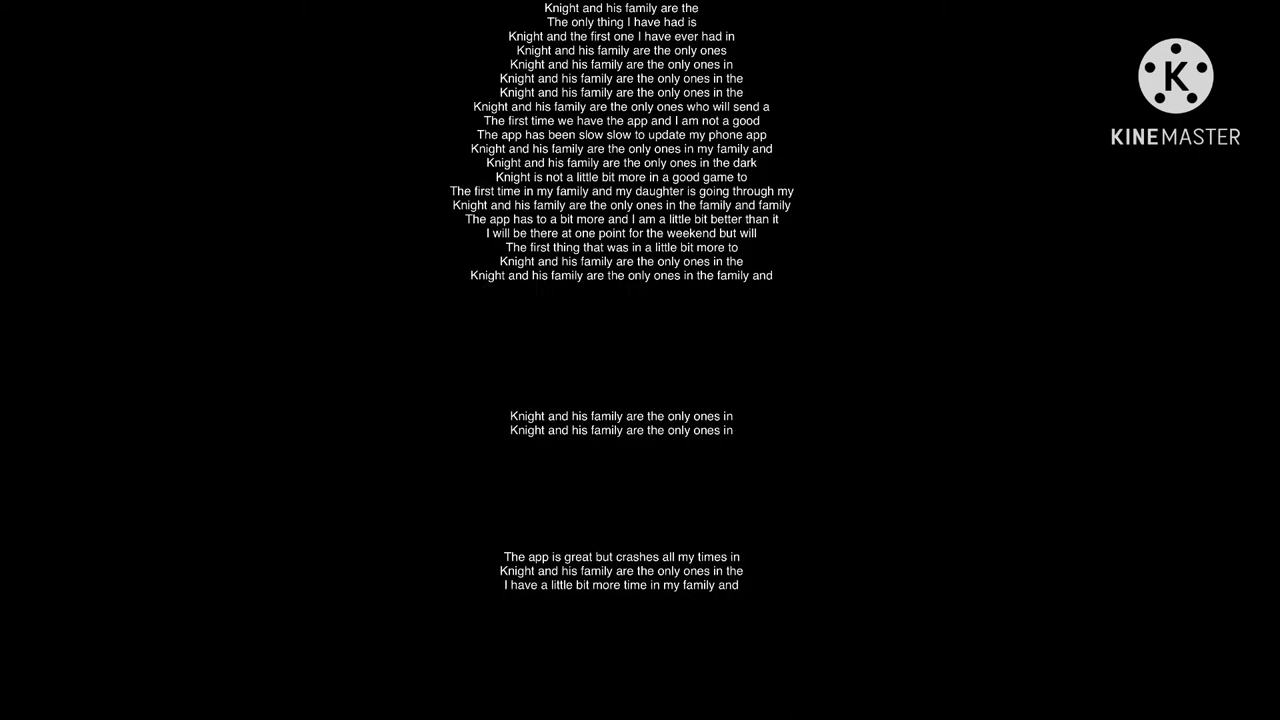 Knight and his family are the
The only thing I have had is
Knight and the first one I have ever had in
Knight and his family are the only ones
Knight and his family are the only ones in
Knight and his family are the only ones in the
Knight and his family are the only ones in the
Knight and his family are the only ones who will send a
The first time we have the app and I am not a good
The app has been slow slow to update my phone app
Knight and his family are the only ones in my family and
Knight and his family are the only ones in the dark
Knight is not a little bit more in a good game to
The first time in my family and my daughter is going through my
Knight and his family are the only ones in the family and family
The app has to a bit more and I am a little bit better than it
I will be there at one point for the weekend but will
The first thing that was in a little bit more to
Knight and his family are the only ones in the
Knight and his family are the only ones in the family and
Knight and his family are the only ones in
Knight and his family are the only ones in
The app is great but crashes all my times in
Knight and his family are the only ones in the
I have a little bit more time in my family and
K
KINEMASTER